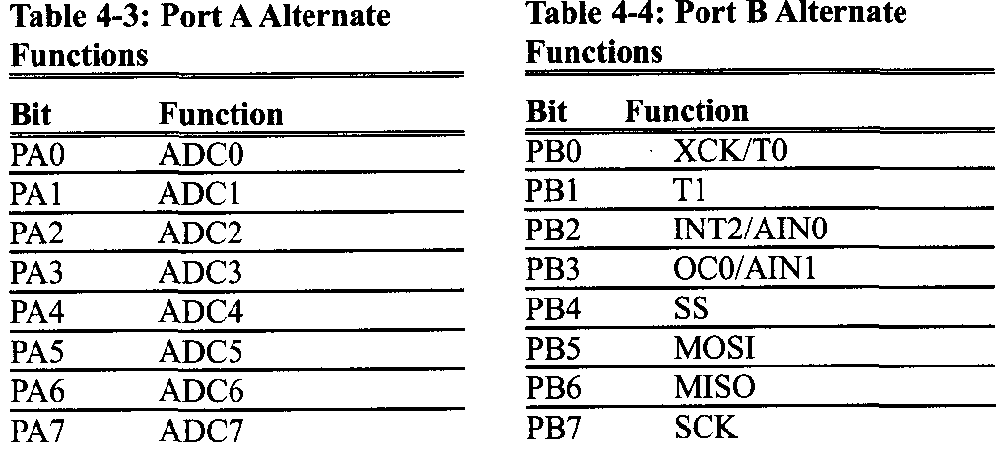 Table 4-3: Port A Alternate
Functions
Bit Function
PA0 ADC0
PA1 ADC1
PA2 ADC2
PA3 ADC3
PA4 ADC4
PA5 ADC5
PA6 ADC6
PA7 ADC7
Table 4-4: Port B Alternate
Functions
Bit Function
PB0 XCK/T0
PB1 T1
PB2 INT2/AIN0
PB3 OC0/AIN1
PB4 SS
PB5 MOSI
PB6 MISO
PB7 SCK